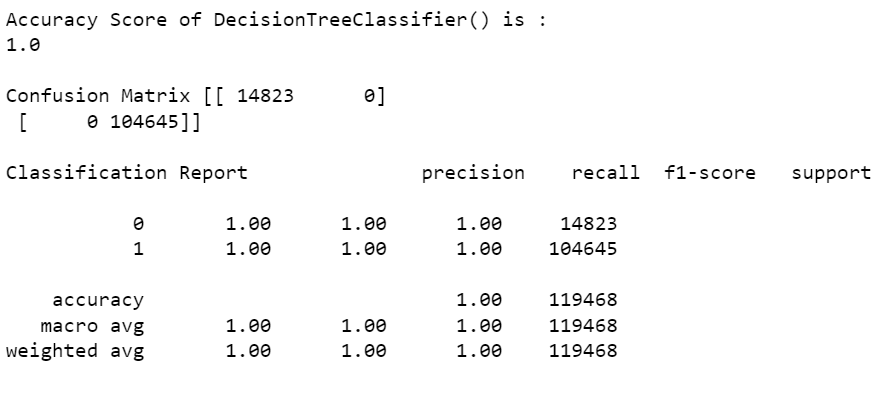 Accuracy Score of DecisionTreeClassifier() is :
1.0
Confusion Matrix [[ 14823      0]
 [     0 104645]]
Classification Report               precision    recall  f1-score   support
           0       1.00      1.00      1.00     14823
           1       1.00      1.00      1.00    104645
    accuracy                           1.00    119468
   macro avg       1.00      1.00      1.00    119468
weighted avg       1.00      1.00      1.00    119468